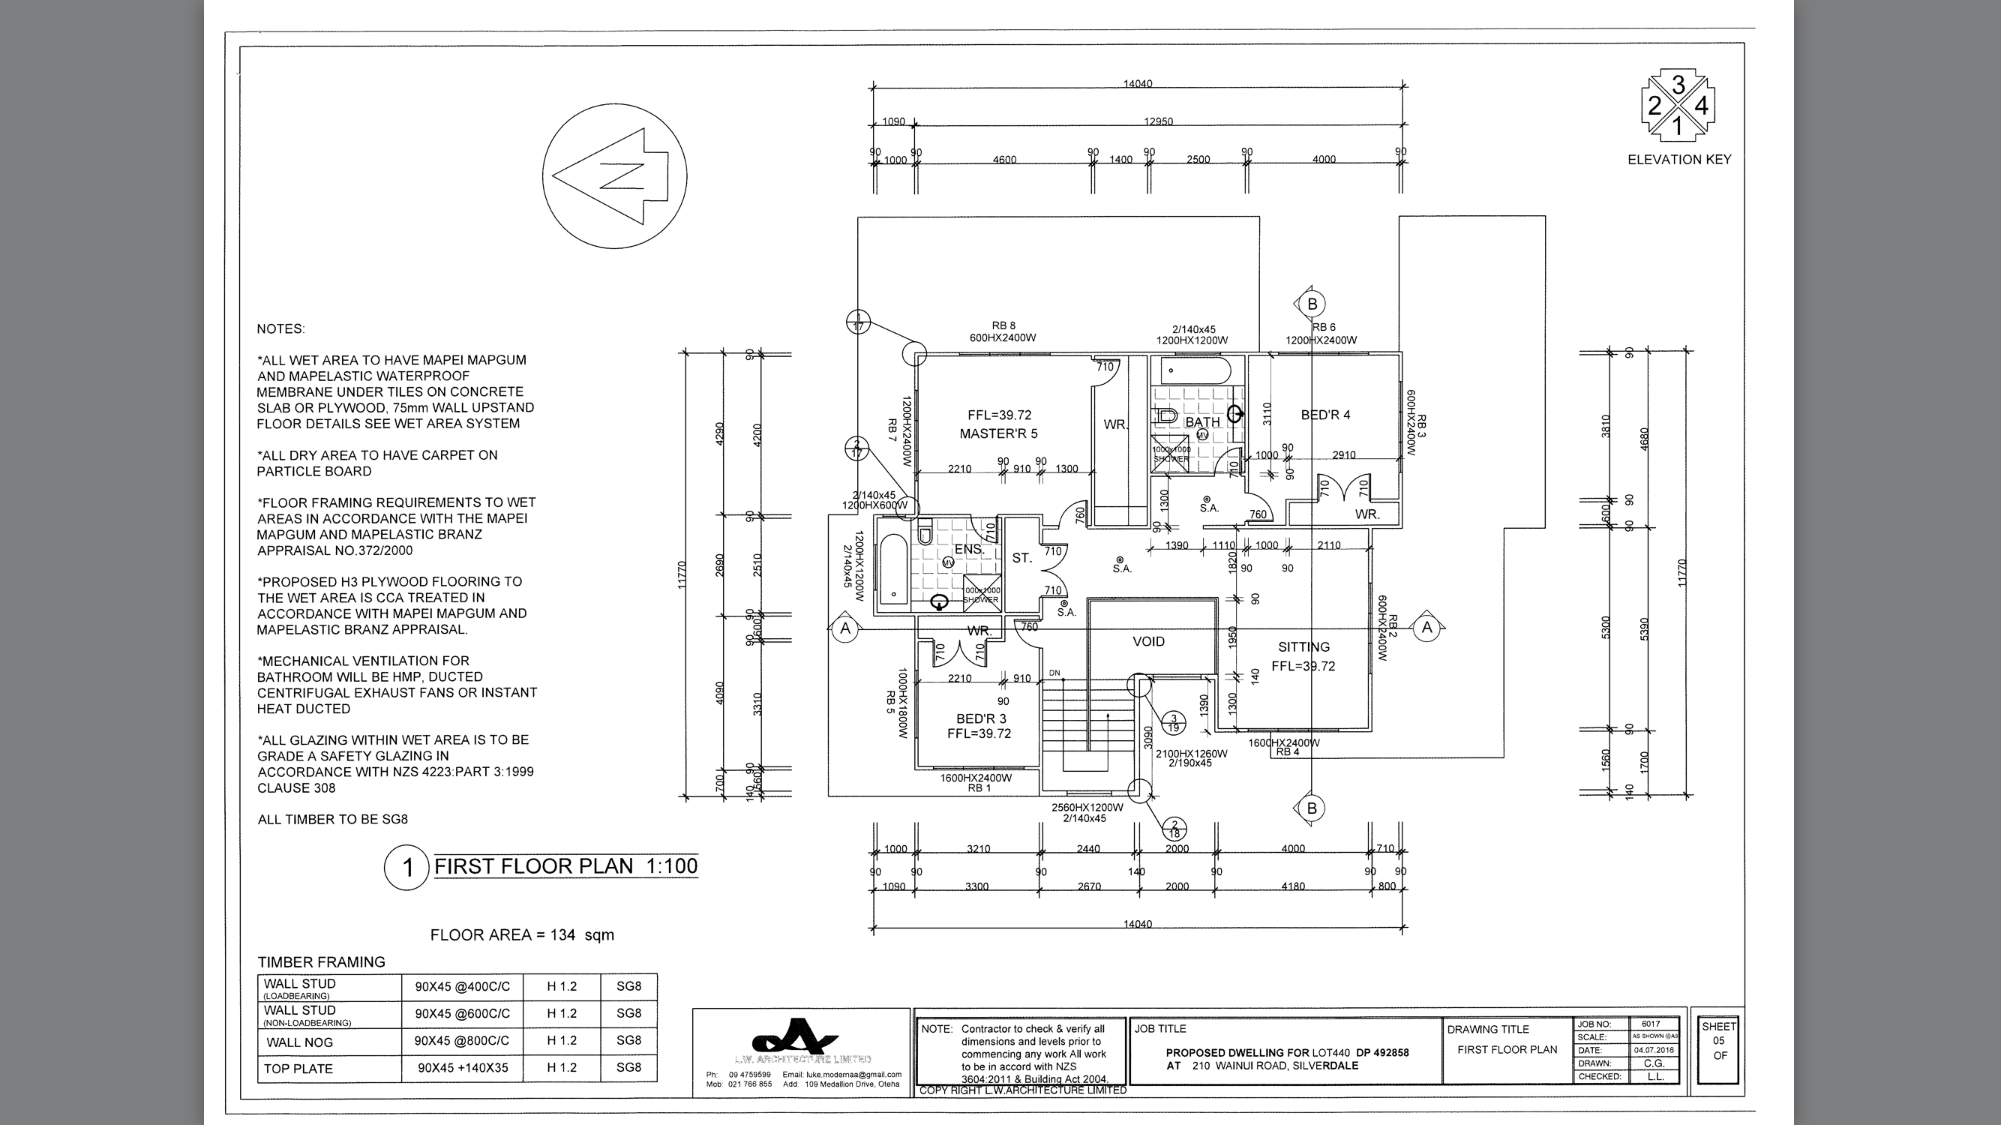 14040
1090
12950
90
1000
90
4600
90
1400
90
2500
90
4000
90
N
3
2
4
1
ELEVATION KEY
NOTES:
*ALL WET AREA TO HAVE MAPEI MAPGUM
AND MAPELASTIC WATERPROOF
MEMBRANE UNDER TILES ON CONCRETE
SLAB OR PLYWOOD, 75mm WALL UPSTAND
FLOOR DETAILS SEE WET AREA SYSTEM
*ALL DRY AREA TO HAVE CARPET ON
PARTICLE BOARD
*FLOOR FRAMING REQUIREMENTS TO WET
AREAS IN ACCORDANCE WITH THE MAPEI
MAPGUM AND MAPELASTIC BRANZ
APPRAISAL NO.372/2000
*PROPOSED H3 PLYWOOD FLOORING TO
THE WET AREA IS CCA TREATED IN
ACCORDANCE WITH MAPEI MAPGUM AND
MAPELASTIC BRANZ APPRAISAL.
*MECHANICAL VENTILATION FOR
BATHROOM WILL BE HMP, DUCTED
CENTRIFUGAL EXHAUST FANS OR INSTANT
HEAT DUCTED
*ALL GLAZING WITHIN WET AREA IS TO BE
GRADE A SAFETY GLAZING IN
ACCORDANCE WITH NZS 4223:PART 3:1999
CLAUSE 308
ALL TIMBER TO BE SG8
1 FIRST FLOOR PLAN 1:100
FLOOR AREA = 134 sqm
TIMBER FRAMING
WALL STUD (LOADBEARING) 90X45 @400C/C H 1.2 SG8
WALL STUD (NON-LOADBEARING) 90X45 @600C/C H 1.2 SG8
WALL NOG 90X45 @800C/C H 1.2 SG8
TOP PLATE 90X45 +140X35 H 1.2 SG8
11770
4290
2690
4090
700
90
4200
90
2510
90
600
90
3310
90
560
140
1
17
2
17
RB 8
600HX2400W
2/140x45
1200HX1200W
RB 6
1200HX2400W
B
1200HX2400W
RB 7
FFL=39.72
MASTER'R 5
710
WR.
BATH
MV
1000x1000
SHOWER
710
3110
BED'R 4
600HX2400W
RB 3
2210
90
910
90
1300
1000
90
2910
90
710
710
WR.
760
1300
90
S.A.
760
2/140x45
1200HX600W
1200HX1200W
2/140x45
710
ENS.
MV
1000x1000
SHOWER
ST.
710
710
S.A.
S.A.
1390
1110
1000
2110
90
90
1820
90
A
WR.
760
710
710
VOID
1950
SITTING
FFL=39.72
600HX2400W
RB 2
A
1000HX1800W
RB 5
2210
910
90
BED'R 3
FFL=39.72
DN
140
1390
1300
3090
3
19
2100HX1260W
2/190x45
1600HX2400W
RB 4
1600HX2400W
RB 1
2560HX1200W
2/140x45
2
18
B
90
3810
90
600
90
5300
90
1560
140
4680
5390
1700
11770
1000
3210
2440
2000
4000
710
90
90
90
140
90
90
90
1090
3300
2670
2000
4180
800
14040
L.W. ARCHITECTURE LIMITED
Ph: 09 4759599 Email: luke.modernaa@gmail.com
Mob: 021 766 855 Add: 109 Medallion Drive, Oteha
NOTE: Contractor to check & verify all
dimensions and levels prior to
commencing any work All work
to be in accord with NZS
3604:2011 & Building Act 2004.
COPY RIGHT L.W.ARCHITECTURE LIMITED
JOB TITLE
PROPOSED DWELLING FOR LOT440 DP 492858
AT 210 WAINUI ROAD, SILVERDALE
DRAWING TITLE
FIRST FLOOR PLAN
JOB NO: 6017
SCALE: AS SHOWN @A3
DATE: 04.07.2016
DRAWN: C.G.
CHECKED: L.L.
SHEET
05
OF